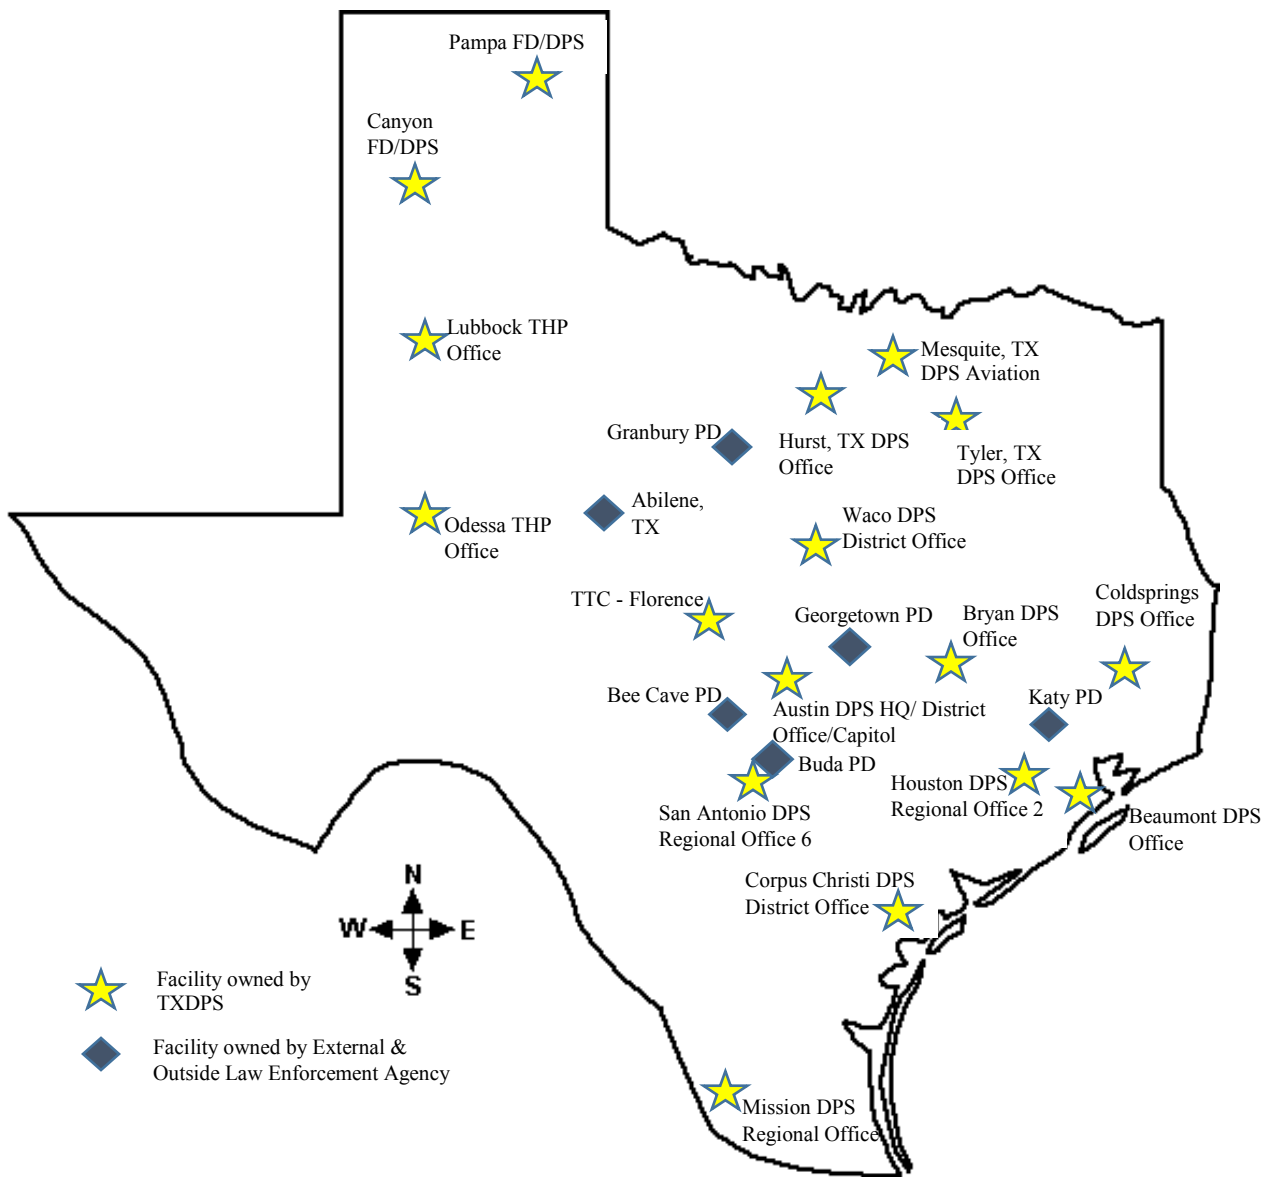 Pampa FD/DPS
Canyon
FD/DPS
Lubbock THP
Office
Mesquite, TX
DPS Aviation
Granbury PD
Hurst, TX DPS
Office
Tyler, TX
DPS Office
Abilene,
TX
Odessa THP
Office
Waco DPS
District Office
TTC - Florence
Georgetown PD
Bryan DPS
Office
Coldsprings
DPS Office
Bee Cave PD
Austin DPS HQ/ District
Office/Capitol
Katy PD
Buda PD
Houston DPS
Regional Office 2
San Antonio DPS
Regional Office 6
Beaumont DPS
Office
Corpus Christi DPS
District Office
N
W E
S
Facility owned by
TXDPS
Facility owned by External &
Outside Law Enforcement Agency
Mission DPS
Regional Office